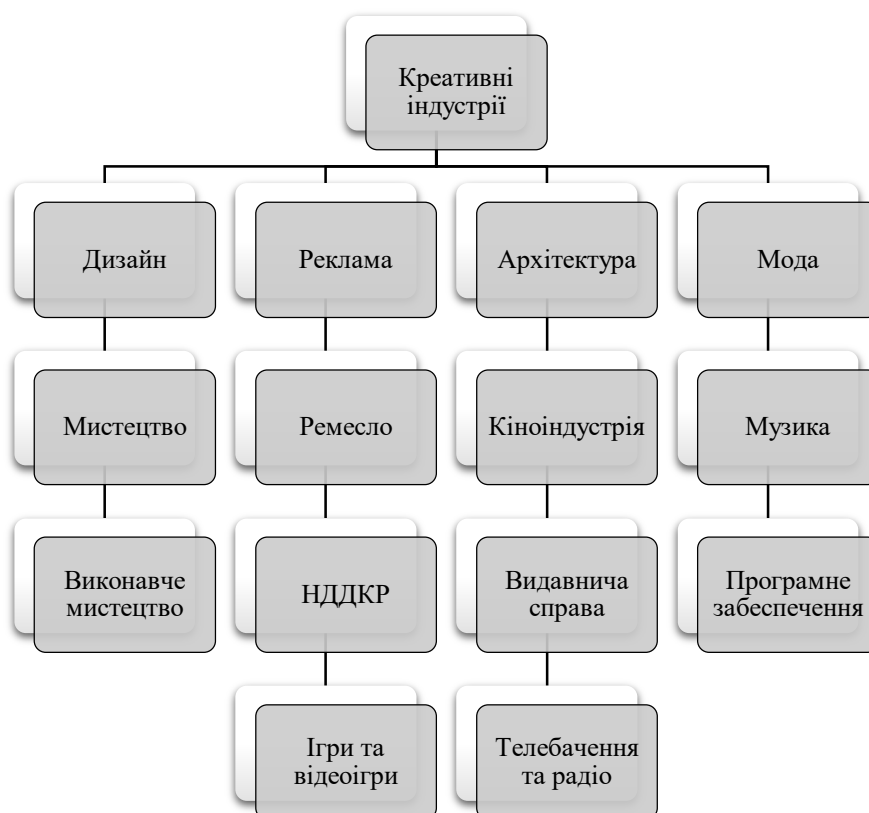 Креативні
індустрії
Дизайн
Реклама
Архітектура
Мода
Мистецтво
Ремесло
Кіноіндустрія
Музика
Виконавче
мистецтво
НДДКР
Видавнича
справа
Програмне
забеспечення
Ігри та
відеоігри
Телебачення
та радіо